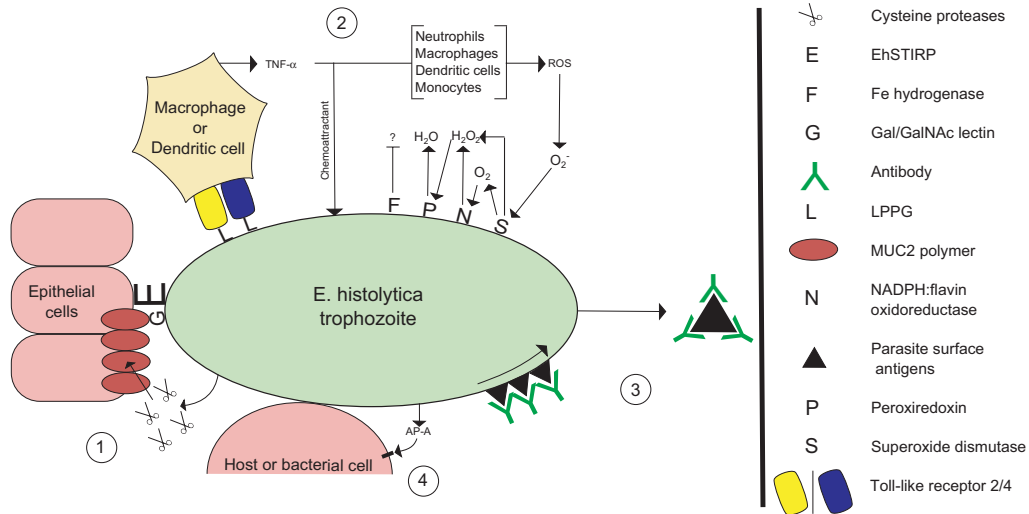 2
Neutrophils
Macrophages
Dendritic cells
Monocytes
TNF-α
ROS
Macrophage
or
Dendritic cell
Chemoattractant
?
H₂O
H₂O₂
O₂
O₂⁻
F
P
N
S
L
L
Epithelial
cells
E
G
E. histolytica
trophozoite
1
AP-A
Host or bacterial cell
4
3
Cysteine proteases
E
EhSTIRP
F
Fe hydrogenase
G
Gal/GalNAc lectin
Antibody
L
LPPG
MUC2 polymer
N
NADPH:flavin
oxidoreductase
Parasite surface
antigens
P
Peroxiredoxin
S
Superoxide dismutase
Toll-like receptor 2/4